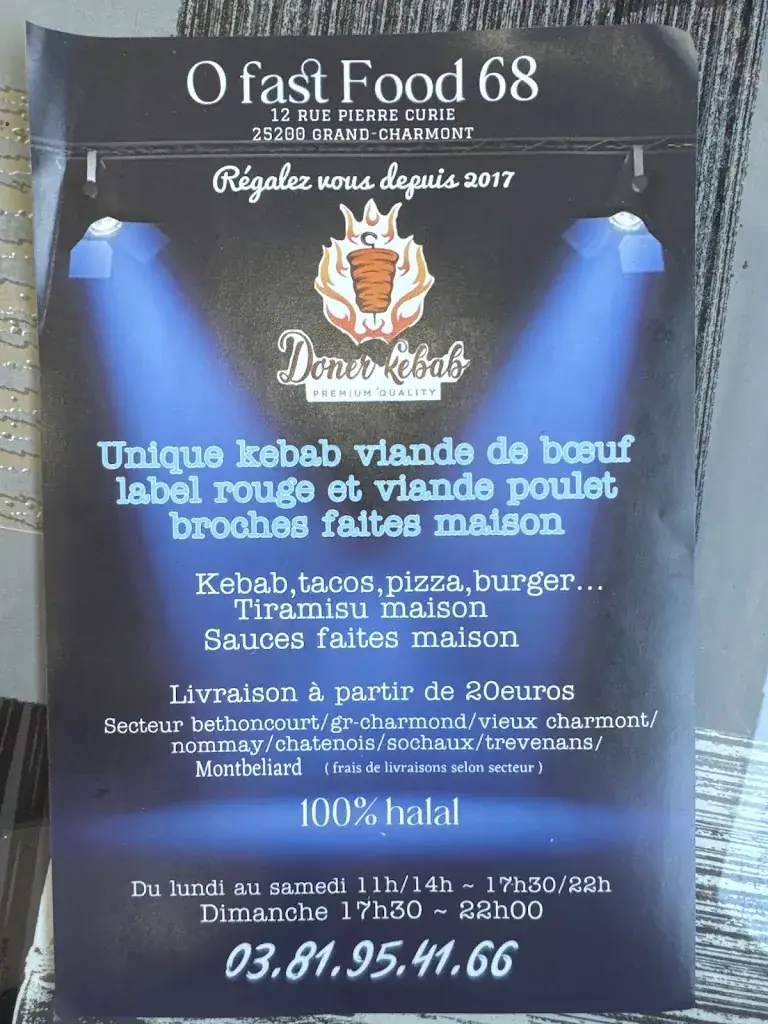 O fast Food 68
12 RUE PIERRE CURIE
25200 GRAND-CHARMONT
Régalez vous depuis 2017
Doner kebab
PREMIUM QUALITY
Unique kebab viande de bœuf
label rouge et viande poulet
broches faites maison
Kebab,tacos,pizza,burger...
Tiramisu maison
Sauces faites maison
Livraison à partir de 20euros
Secteur bethoncourt/gr-charmond/vieux charmont/
nommay/chatenois/sochaux/trevenans/
Montbeliard ( frais de livraisons selon secteur )
100% halal
Du lundi au samedi 11h/14h ~ 17h30/22h
Dimanche 17h30 ~ 22h00
03.81.95.41.66